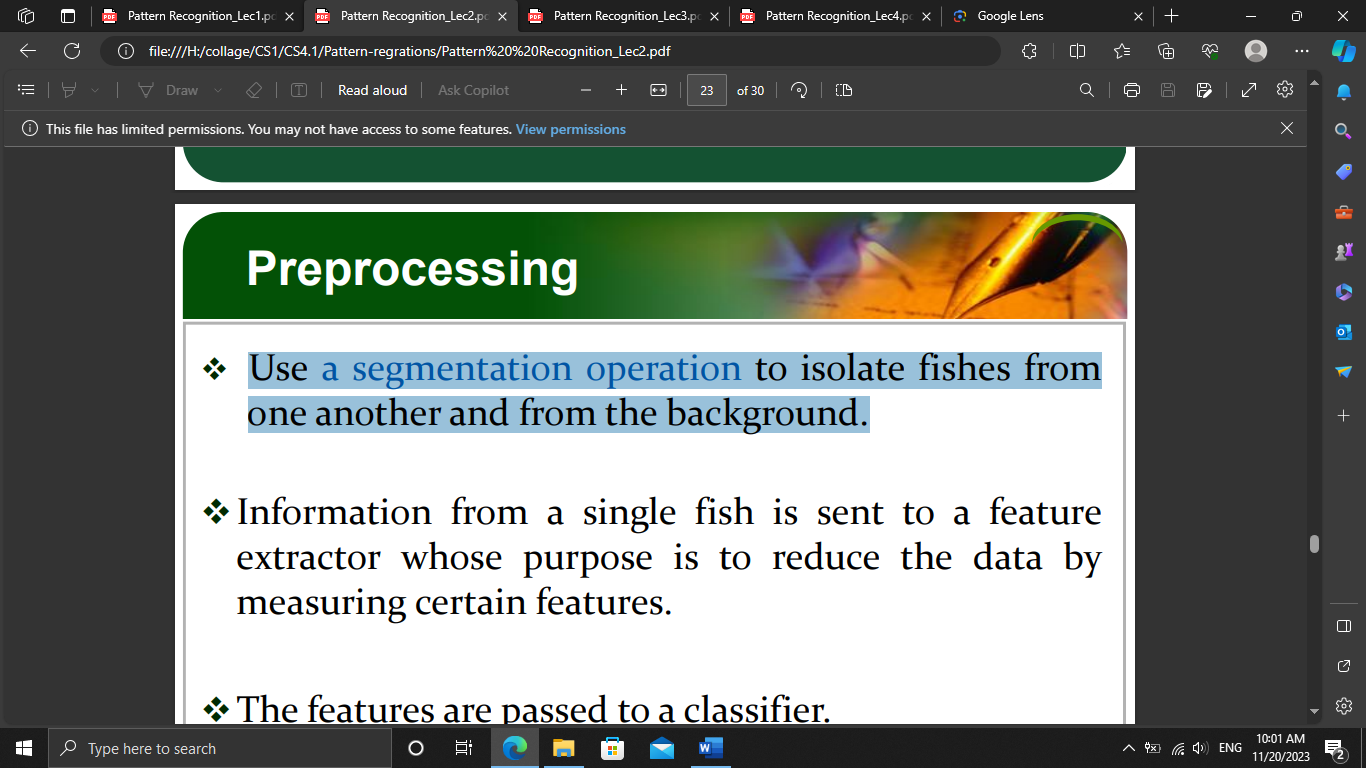 Pattern Recognition_Lec1.pc
Pattern Recognition_Lec2.pc
Pattern Recognition_Lec3.pc
Pattern Recognition_Lec4.pc
Google Lens
file:///H:/collage/CS1/CS4.1/Pattern-regrations/Pattern%20%20Recognition_Lec2.pdf
Draw
Read aloud
Ask Copilot
23 of 30
This file has limited permissions. You may not have access to some features. View permissions
Preprocessing
❖ Use a segmentation operation to isolate fishes from
one another and from the background.
❖ Information from a single fish is sent to a feature
extractor whose purpose is to reduce the data by
measuring certain features.
❖ The features are passed to a classifier.
Type here to search
ENG
10:01 AM
11/20/2023
2